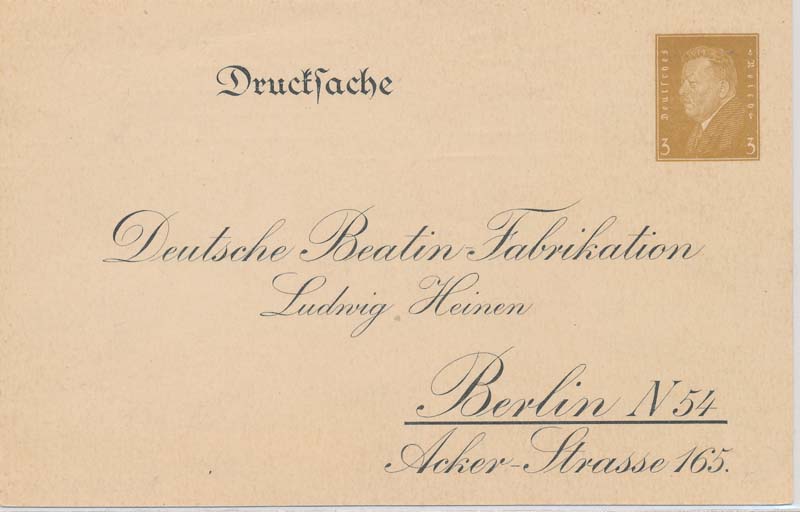 Druckſache
Deutſches Reich
3 3
Deutsche Beatin-Fabrikation
Ludwig Heinen
Berlin N 54
Acker-Strasse 165.